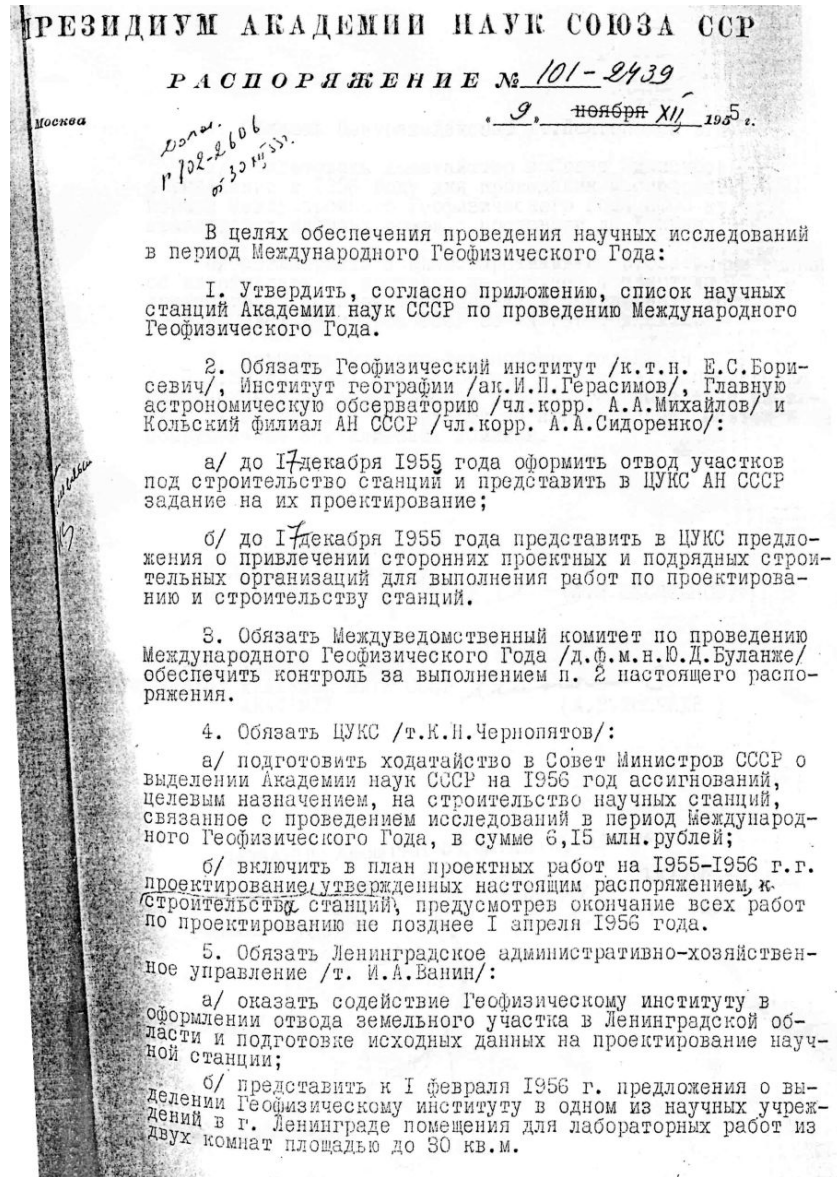 ПРЕЗИДИУМ АКАДЕМИИ НАУК СОЮЗА ССР
РАСПОРЯЖЕНИЕ № 101-2439
Москва
„ 9 „ ноября XII 1955 г.
р 102-2606
В целях обеспечения проведения научных исследований
в период Международного Геофизического Года:
I. Утвердить, согласно приложению, список научных
станций Академии наук СССР по проведению Международного
Геофизического Года.
2. Обязать Геофизический институт /к.т.н. Е.С.Бори-
севич/, Институт географии /ак.И.П.Герасимов/, Главную
астрономическую обсерваторию /чл.корр. А.А.Михайлов/ и
Кольский филиал АН СССР /чл.корр. А.А.Сидоренко/:
а/ до 17 декабря 1955 года оформить отвод участков
под строительство станций и представить в ЦУКС АН СССР
задание на их проектирование;
б/ до 17 декабря 1955 года представить в ЦУКС предло-
жения о привлечении сторонних проектных и подрядных строи-
тельных организаций для выполнения работ по проектирова-
нию и строительству станций.
3. Обязать Междуведомственный комитет по проведению
Международного Геофизического Года /д.ф.м.н.Ю.Д.Буланже/
обеспечить контроль за выполнением п. 2 настоящего распо-
ряжения.
4. Обязать ЦУКС /т.К.Н.Чернопятов/:
а/ подготовить ходатайство в Совет Министров СССР о
выделении Академии наук СССР на 1956 год ассигнований,
целевым назначением, на строительство научных станций,
связанное с проведением исследований в период Международ-
ного Геофизического Года, в сумме 6,15 млн.рублей;
б/ включить в план проектных работ на 1955-1956 г.г.
проектирование, утвержденных настоящим распоряжением, к
строительству станций, предусмотрев окончание всех работ
по проектированию не позднее I апреля 1956 года.
5. Обязать Ленинградское административно-хозяйствен-
ное управление /т. И.А.Ванин/:
а/ оказать содействие Геофизическому институту в
оформлении отвода земельного участка в Ленинградской об-
ласти и подготовке исходных данных на проектирование науч-
ной станции;
б/ представить к I февраля 1956 г. предложения о вы-
делении Геофизическому институту в одном из научных учреж-
дений в г. Ленинграде помещения для лабораторных работ из
двух комнат площадью до 30 кв.м.